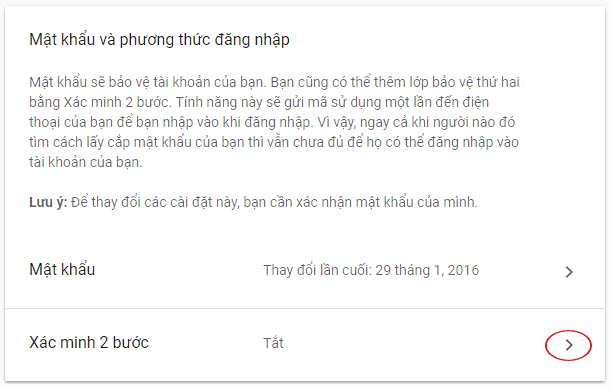 Mật khẩu và phương thức đăng nhập
Mật khẩu sẽ bảo vệ tài khoản của bạn. Bạn cũng có thể thêm lớp bảo vệ thứ hai
bằng Xác minh 2 bước. Tính năng này sẽ gửi mã sử dụng một lần đến điện
thoại của bạn để bạn nhập vào khi đăng nhập. Vì vậy, ngay cả khi người nào đó
tìm cách lấy cắp mật khẩu của bạn thì vẫn chưa đủ để họ có thể đăng nhập vào
tài khoản của bạn.
Lưu ý: Để thay đổi các cài đặt này, bạn cần xác nhận mật khẩu của mình.
Mật khẩu Thay đổi lần cuối: 29 tháng 1, 2016
Xác minh 2 bước Tắt